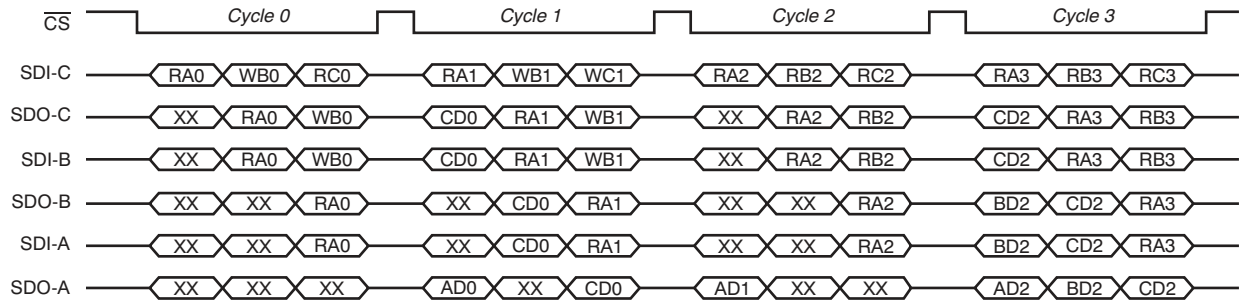 CS Cycle 0 Cycle 1 Cycle 2 Cycle 3
SDI-C RA0 WB0 RC0 RA1 WB1 WC1 RA2 RB2 RC2 RA3 RB3 RC3
SDO-C XX RA0 WB0 CD0 RA1 WB1 XX RA2 RB2 CD2 RA3 RB3
SDI-B XX RA0 WB0 CD0 RA1 WB1 XX RA2 RB2 CD2 RA3 RB3
SDO-B XX XX RA0 XX CD0 RA1 XX XX RA2 BD2 CD2 RA3
SDI-A XX XX RA0 XX CD0 RA1 XX XX RA2 BD2 CD2 RA3
SDO-A XX XX XX AD0 XX CD0 AD1 XX XX AD2 BD2 CD2